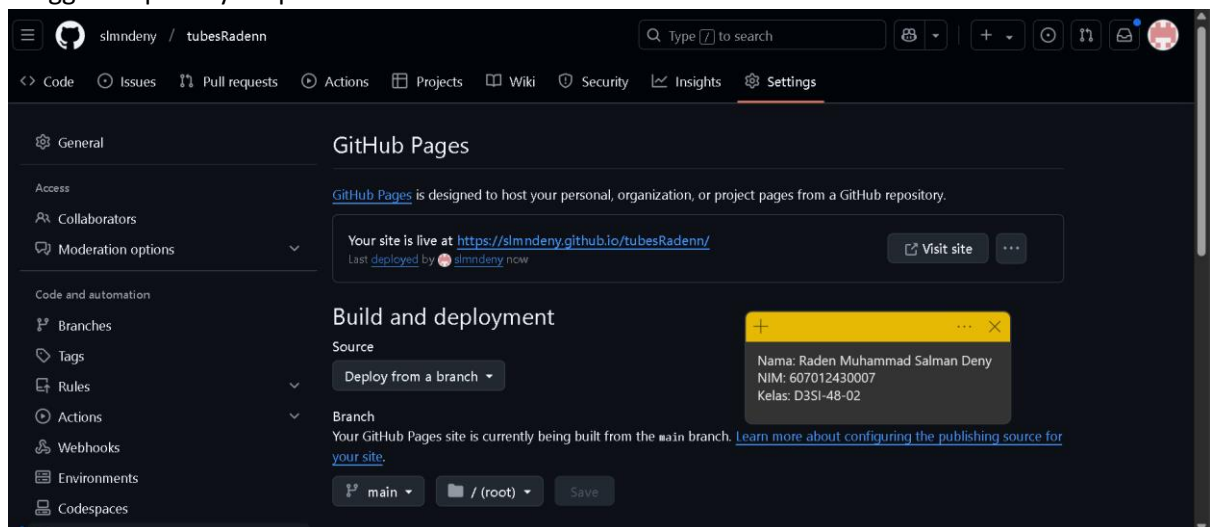 slmndeny / tubesRadenn
Type / to search
Code Issues Pull requests Actions Projects Wiki Security Insights Settings
General
Access
Collaborators
Moderation options
Code and automation
Branches
Tags
Rules
Actions
Webhooks
Environments
Codespaces
GitHub Pages
GitHub Pages is designed to host your personal, organization, or project pages from a GitHub repository.
Your site is live at https://slmndeny.github.io/tubesRadenn/
Last deployed by slmndeny now
Visit site
Build and deployment
Source
Deploy from a branch
Branch
Your GitHub Pages site is currently being built from the main branch. Learn more about configuring the publishing source for
your site.
main / (root) Save
Nama: Raden Muhammad Salman Deny
NIM: 607012430007
Kelas: D3SI-48-02